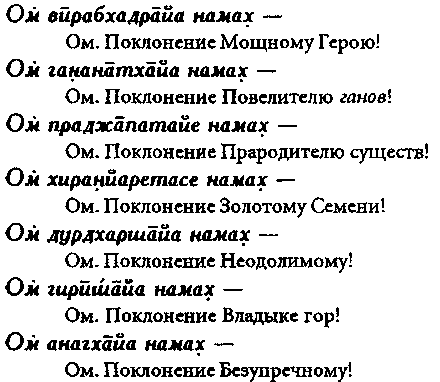 Ом̇ вӣрабхадра̄йа намах̣ —
Ом. Поклонение Мощному Герою!
Ом̇ ган̣ана̄тха̄йа намах̣ —
Ом. Поклонение Повелителю ганов!
Ом̇ праджа̄патайе намах̣ —
Ом. Поклонение Прародителю существ!
Ом̇ хиран̣йаретасе намах̣ —
Ом. Поклонение Золотому Семени!
Ом̇ дурдхарша̄йа намах̣ —
Ом. Поклонение Неодолимому!
Ом̇ гирӣш́а̄йа намах̣ —
Ом. Поклонение Владыке гор!
Ом̇ анагха̄йа намах̣ —
Ом. Поклонение Безупречному!